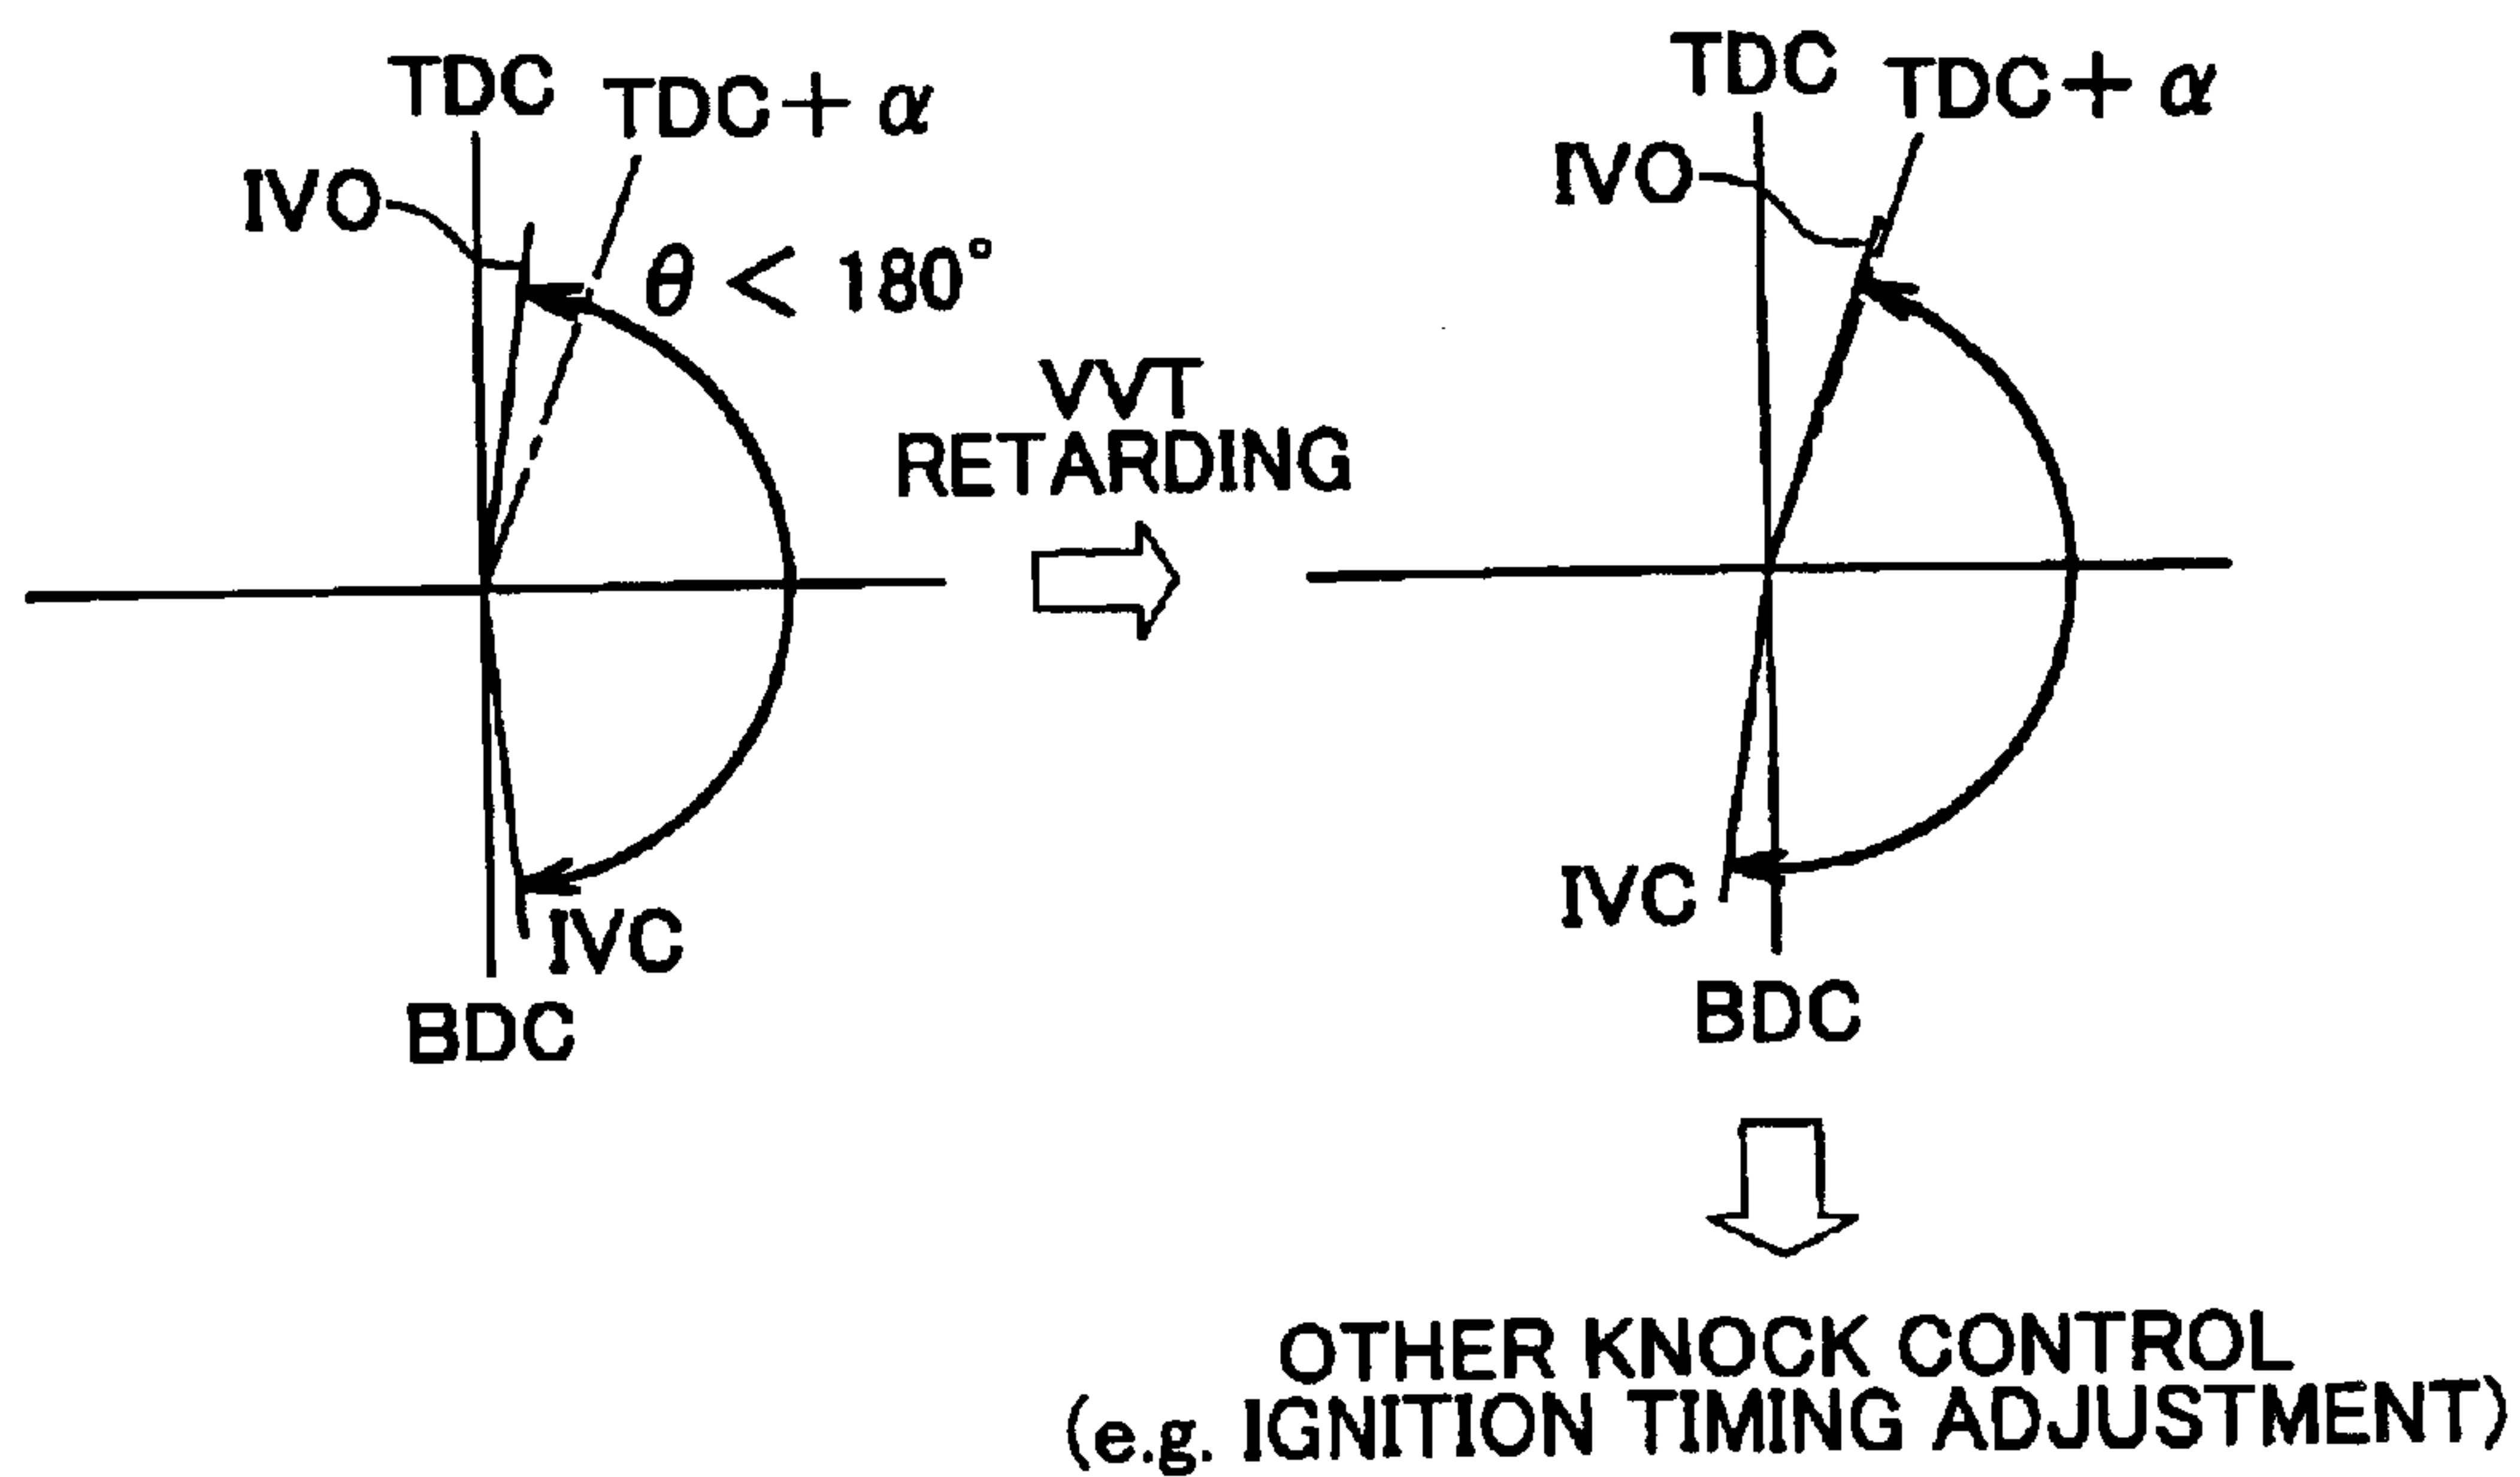 TDC
TDC+ α
IVO
θ < 180°
IVC
BDC
VVT
RETARDING
TDC
TDC+ α
IVO
IVC
BDC
OTHER KNOCK CONTROL
(e.g. IGNITION TIMING ADJUSTMENT)